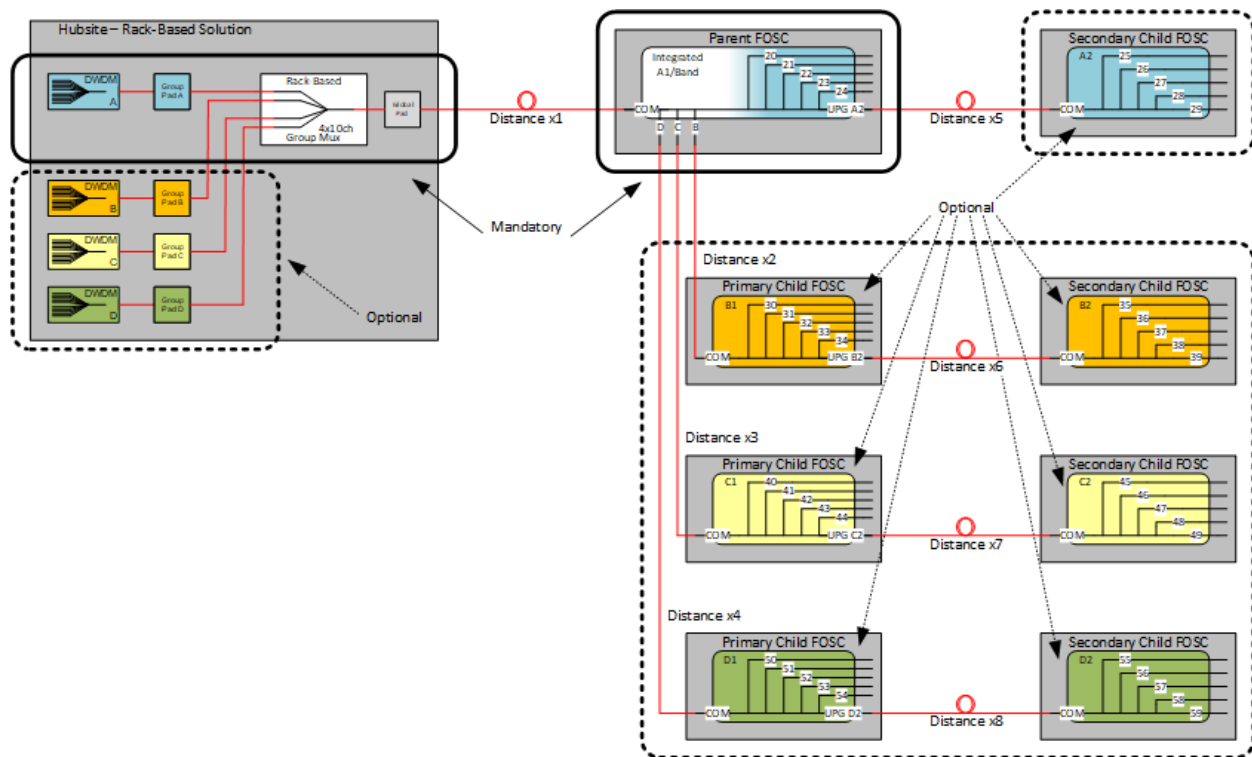 Hubsite – Rack-Based Solution
DWDM
A
Group
Pad A
Rack-Based
4x10ch
Group Mux
Global
Pad
Distance x1
DWDM
B
Group
Pad B
DWDM
C
Group
Pad C
DWDM
D
Group
Pad D
Mandatory
Optional
Parent FOSC
Integrated
A1/Band
20
21
22
23
24
COM
UPG A2
D
C
B
Distance x5
Secondary Child FOSC
A2
25
26
27
28
COM
29
Optional
Distance x2
Primary Child FOSC
B1
30
31
32
33
34
COM
UPG B2
Distance x6
Secondary Child FOSC
B2
35
36
37
38
COM
39
Distance x3
Primary Child FOSC
C1
40
41
42
43
44
COM
UPG C2
Distance x7
Secondary Child FOSC
C2
45
46
47
48
COM
49
Distance x4
Primary Child FOSC
D1
50
51
52
53
54
COM
UPG D2
Distance x8
Secondary Child FOSC
D2
55
56
57
58
COM
59